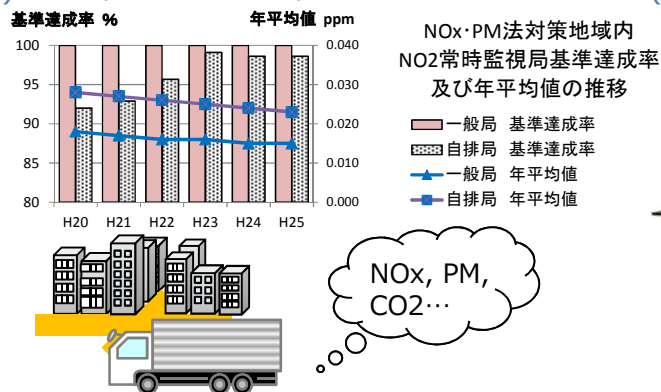 基準達成率 %
年平均値 ppm
100
95
90
85
80
0.040
0.030
0.020
0.010
0.000
H20 H21 H22 H23 H24 H25
NOx･PM法対策地域内
NO2常時監視局基準達成率
及び年平均値の推移
一般局　基準達成率
自排局　基準達成率
一般局　年平均値
自排局　年平均値
NOx, PM,
CO2…